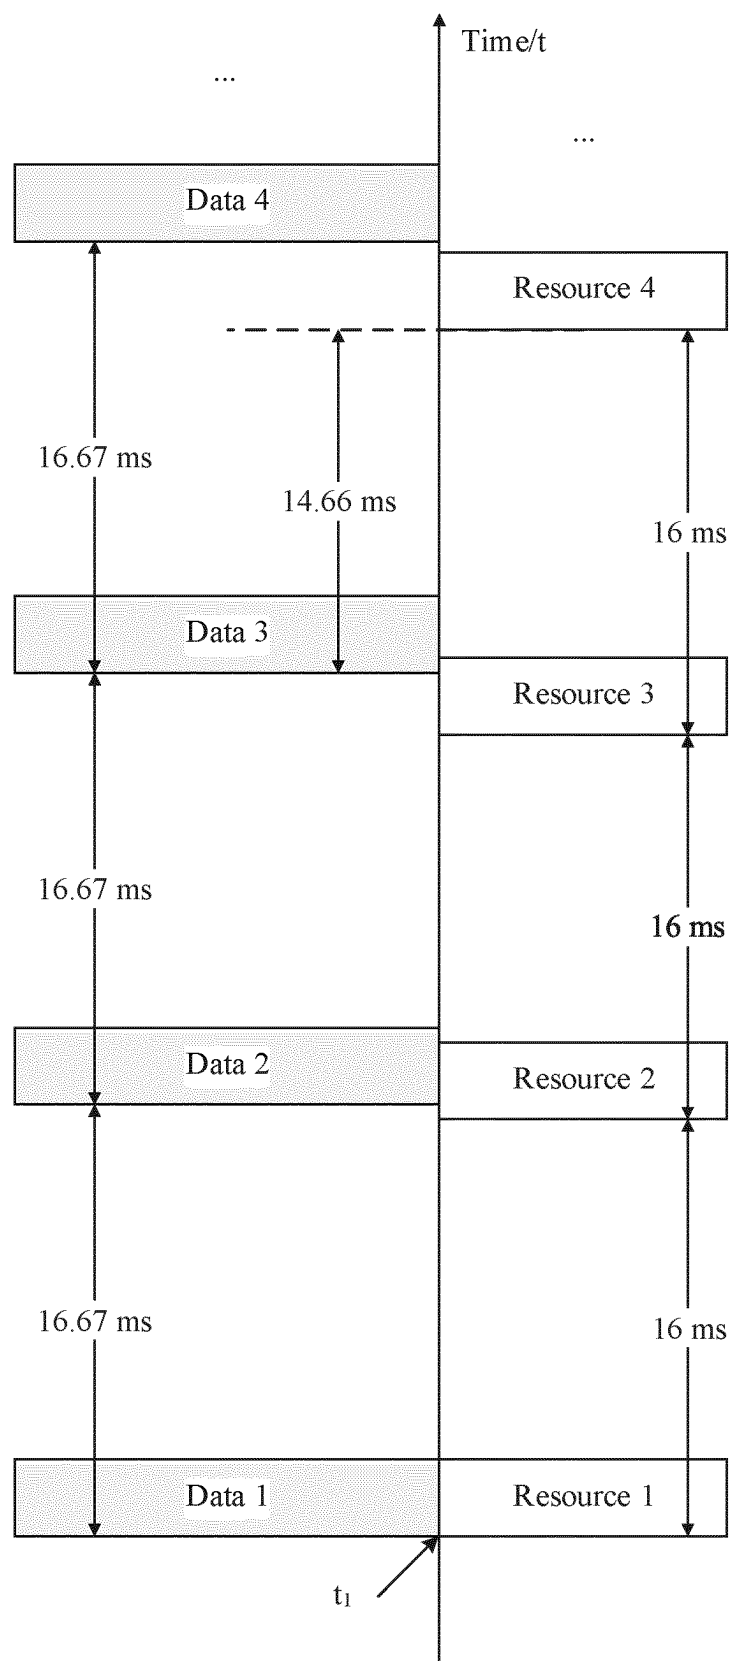 Time/t
...
...
Data 4
Resource 4
16.67 ms
14.66 ms
16 ms
Data 3
Resource 3
16.67 ms
16 ms
Data 2
Resource 2
16.67 ms
16 ms
Data 1
Resource 1
t₁